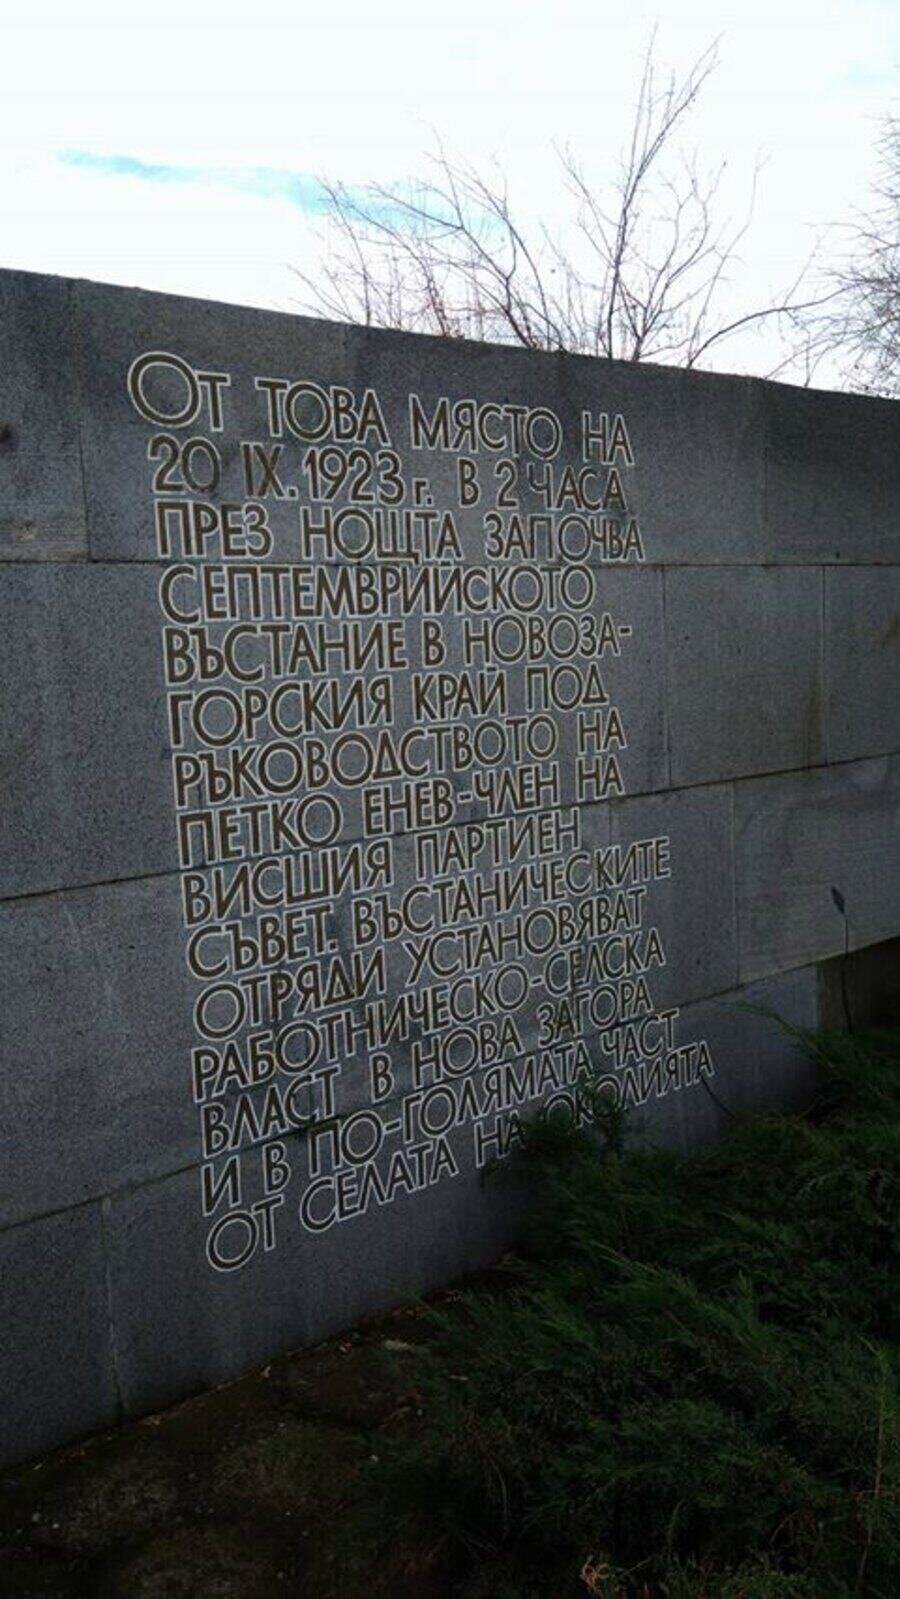 От това място на
20 IX. 1923 г. в 2 часа
през нощта започва
септемврийското
въстание в Новоза-
горския край под
ръководството на
Петко Енев - член на
висшия партиен
съвет. Въстаническите
отряди установяват
работническо-селска
власт в Нова Загора
и в по-голямата част
от селата на околията